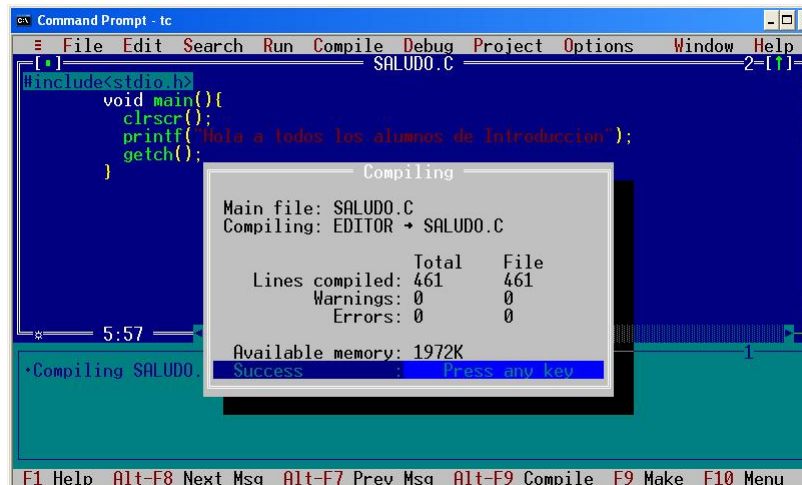 Command Prompt - tc
≡ File Edit Search Run Compile Debug Project Options Window Help
[■] SALUDO.C 2=[↑]
#include<stdio.h>
void main(){
clrscr();
printf("Hola a todos los alumnos de Introduccion");
getch();
}
Compiling
Main file: SALUDO.C
Compiling: EDITOR → SALUDO.C
Total File
Lines compiled: 461 461
Warnings: 0 0
Errors: 0 0
Available memory: 1972K
Success : Press any key
5:57
1
•Compiling SALUDO.
F1 Help Alt-F8 Next Msg Alt-F7 Prev Msg Alt-F9 Compile F9 Make F10 Menu